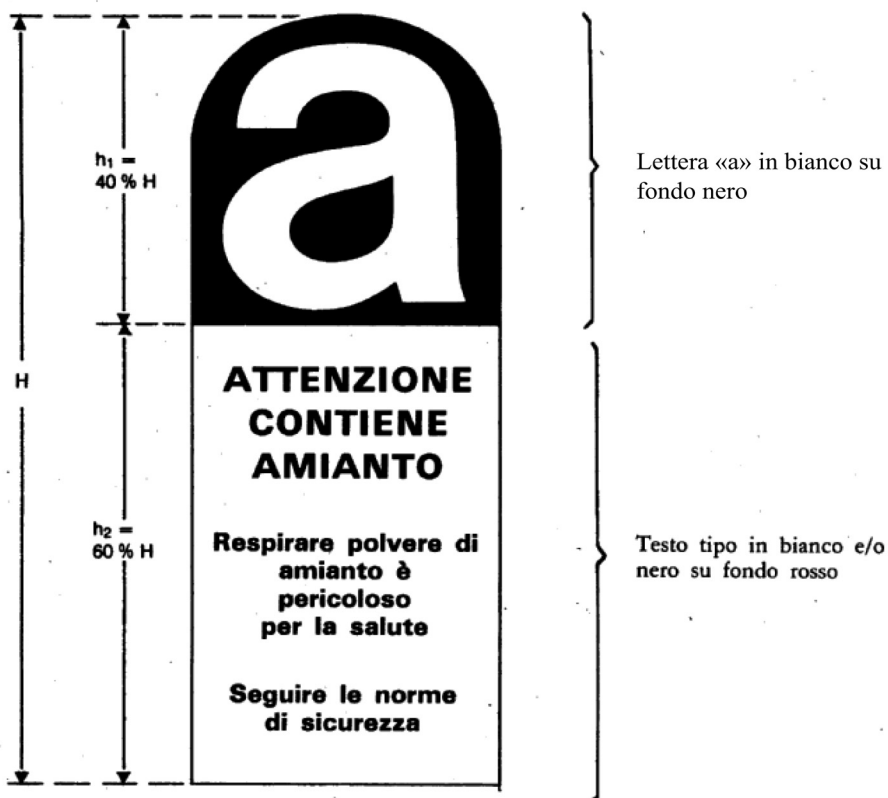 a
h₁ =
40 % H
Lettera «a» in bianco su
fondo nero
H
ATTENZIONE
CONTIENE
AMIANTO
h₂ =
60 % H
Respirare polvere di
amianto è
pericoloso
per la salute
Testo tipo in bianco e/o
nero su fondo rosso
Seguire le norme
di sicurezza